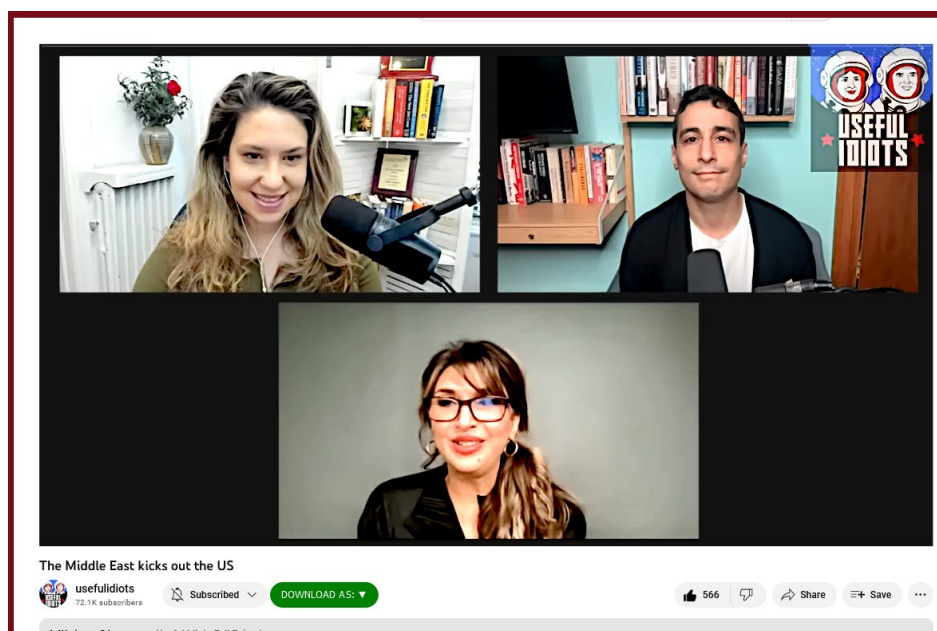 USEFUL
IDIOTS
The Middle East kicks out the US
usefulidiots
72.1K subscribers
Subscribed
DOWNLOAD AS: ▼
566
Share
Save